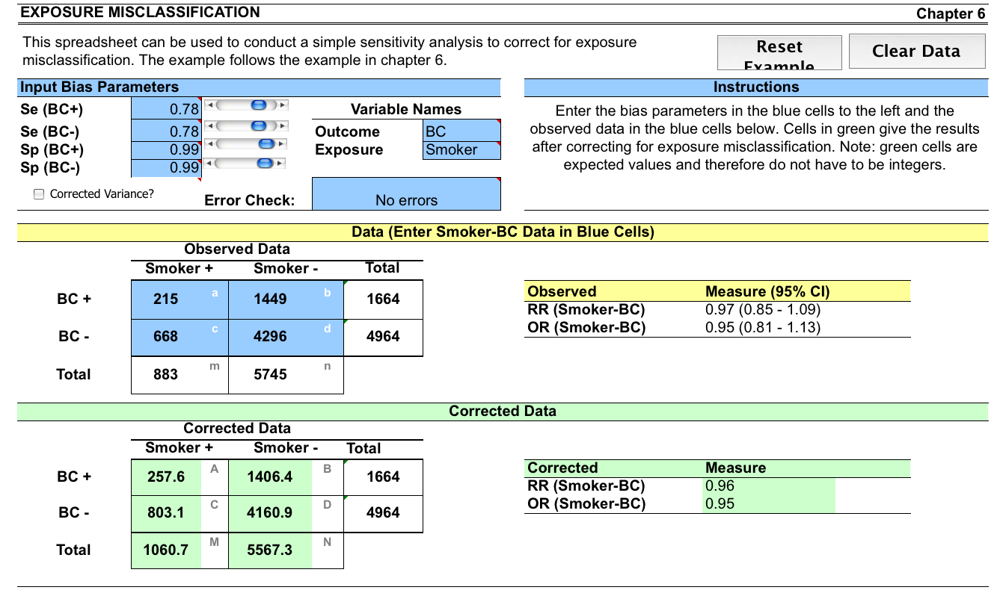 EXPOSURE MISCLASSIFICATION Chapter 6
This spreadsheet can be used to conduct a simple sensitivity analysis to correct for exposure
misclassification. The example follows the example in chapter 6.
Reset
Example
Clear Data
Input Bias Parameters
Se (BC+) 0.78
Se (BC-) 0.78
Sp (BC+) 0.99
Sp (BC-) 0.99
Corrected Variance?
Variable Names
Outcome BC
Exposure Smoker
Error Check: No errors
Instructions
Enter the bias parameters in the blue cells to the left and the
observed data in the blue cells below. Cells in green give the results
after correcting for exposure misclassification. Note: green cells are
expected values and therefore do not have to be integers.
Data (Enter Smoker-BC Data in Blue Cells)
Observed Data
Smoker + Smoker - Total
BC + 215 a 1449 b 1664
BC - 668 c 4296 d 4964
Total 883 m 5745 n
Observed Measure (95% CI)
RR (Smoker-BC) 0.97 (0.85 - 1.09)
OR (Smoker-BC) 0.95 (0.81 - 1.13)
Corrected Data
Corrected Data
Smoker + Smoker - Total
BC + 257.6 A 1406.4 B 1664
BC - 803.1 C 4160.9 D 4964
Total 1060.7 M 5567.3 N
Corrected Measure
RR (Smoker-BC) 0.96
OR (Smoker-BC) 0.95